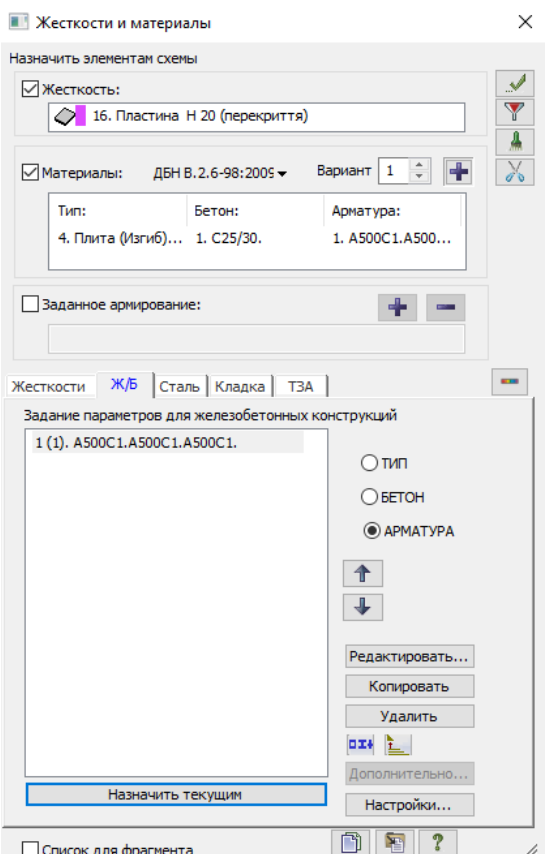 Жесткости и материалы
Назначить элементам схемы
Жесткость:
16. Пластина H 20 (перекриття)
Материалы: ДБН В.2.6-98:2009 Вариант 1
Тип: Бетон: Арматура:
4. Плита (Изгиб)... 1. C25/30. 1. A500C1.A500...
Заданное армирование:
Жесткости Ж/Б Сталь Кладка ТЗА
Задание параметров для железобетонных конструкций
1 (1). A500C1.A500C1.A500C1.
ТИП
БЕТОН
АРМАТУРА
Редактировать...
Копировать
Удалить
Дополнительно...
Назначить текущим
Настройки...
Список для фрагмента
?